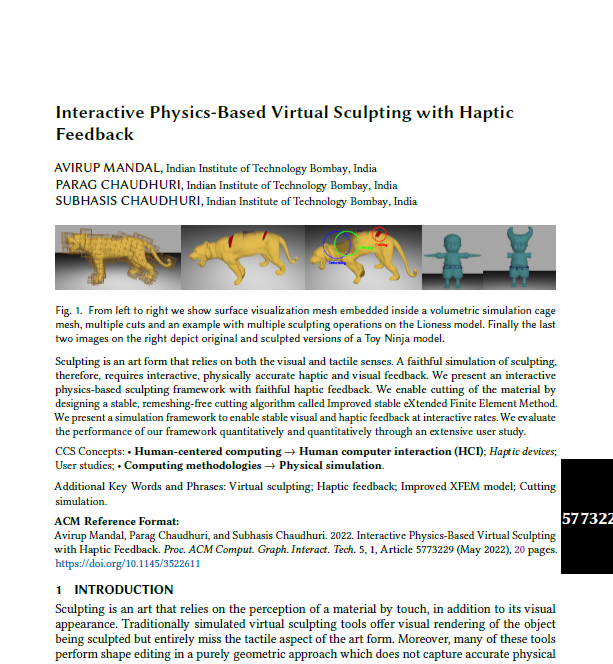 Interactive Physics-Based Virtual Sculpting with Haptic
Feedback
AVIRUP MANDAL, Indian Institute of Technology Bombay, India
PARAG CHAUDHURI, Indian Institute of Technology Bombay, India
SUBHASIS CHAUDHURI, Indian Institute of Technology Bombay, India
Fig. 1. From left to right we show surface visualization mesh embedded inside a volumetric simulation cage
mesh, multiple cuts and an example with multiple sculpting operations on the Lioness model. Finally the last
two images on the right depict original and sculpted versions of a Toy Ninja model.
Sculpting is an art form that relies on both the visual and tactile senses. A faithful simulation of sculpting,
therefore, requires interactive, physically accurate haptic and visual feedback. We present an interactive
physics-based sculpting framework with faithful haptic feedback. We enable cutting of the material by
designing a stable, remeshing-free cutting algorithm called Improved stable eXtended Finite Element Method.
We present a simulation framework to enable stable visual and haptic feedback at interactive rates. We evaluate
the performance of our framework quantitatively and quantitatively through an extensive user study.
CCS Concepts: • Human-centered computing → Human computer interaction (HCI); Haptic devices;
User studies; • Computing methodologies → Physical simulation.
Additional Key Words and Phrases: Virtual sculpting; Haptic feedback; Improved XFEM model; Cutting
simulation.
ACM Reference Format:
Avirup Mandal, Parag Chaudhuri, and Subhasis Chaudhuri. 2022. Interactive Physics-Based Virtual Sculpting
with Haptic Feedback. Proc. ACM Comput. Graph. Interact. Tech. 5, 1, Article 5773229 (May 2022), 20 pages.
https://doi.org/10.1145/3522611
577322
1 INTRODUCTION
Sculpting is an art that relies on the perception of a material by touch, in addition to its visual
appearance. Traditionally simulated virtual sculpting tools offer visual rendering of the object
being sculpted but entirely miss the tactile aspect of the art form. Moreover, many of these tools
perform shape editing in a purely geometric approach which does not capture accurate physical